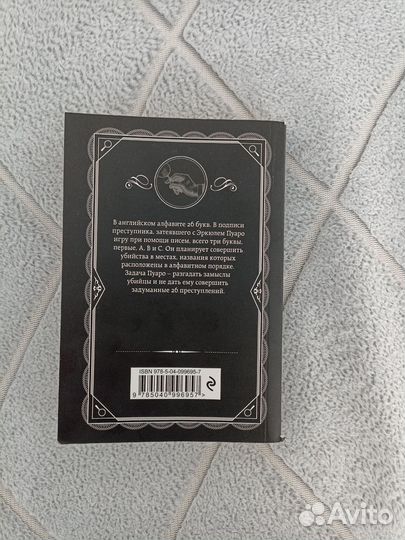 В английском алфавите 26 букв. В подписи
преступника, затеявшего с Эркюлем Пуаро
игру при помощи писем, всего три буквы,
первые, А, В и С. Он планирует совершить
убийства в местах, названия которых
расположены в алфавитном порядке.
Задача Пуаро – разгадать замыслы
убийцы и не дать ему совершить
задуманные 26 преступлений.
ISBN 978-5-04-099695-7
9 785040 996957 >
Avito